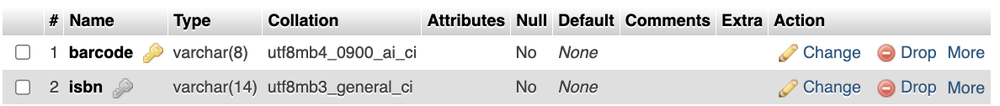 # Name Type Collation Attributes Null Default Comments Extra Action
1 barcode varchar(8) utf8mb4_0900_ai_ci No None Change Drop More
2 isbn varchar(14) utf8mb3_general_ci No None Change Drop More